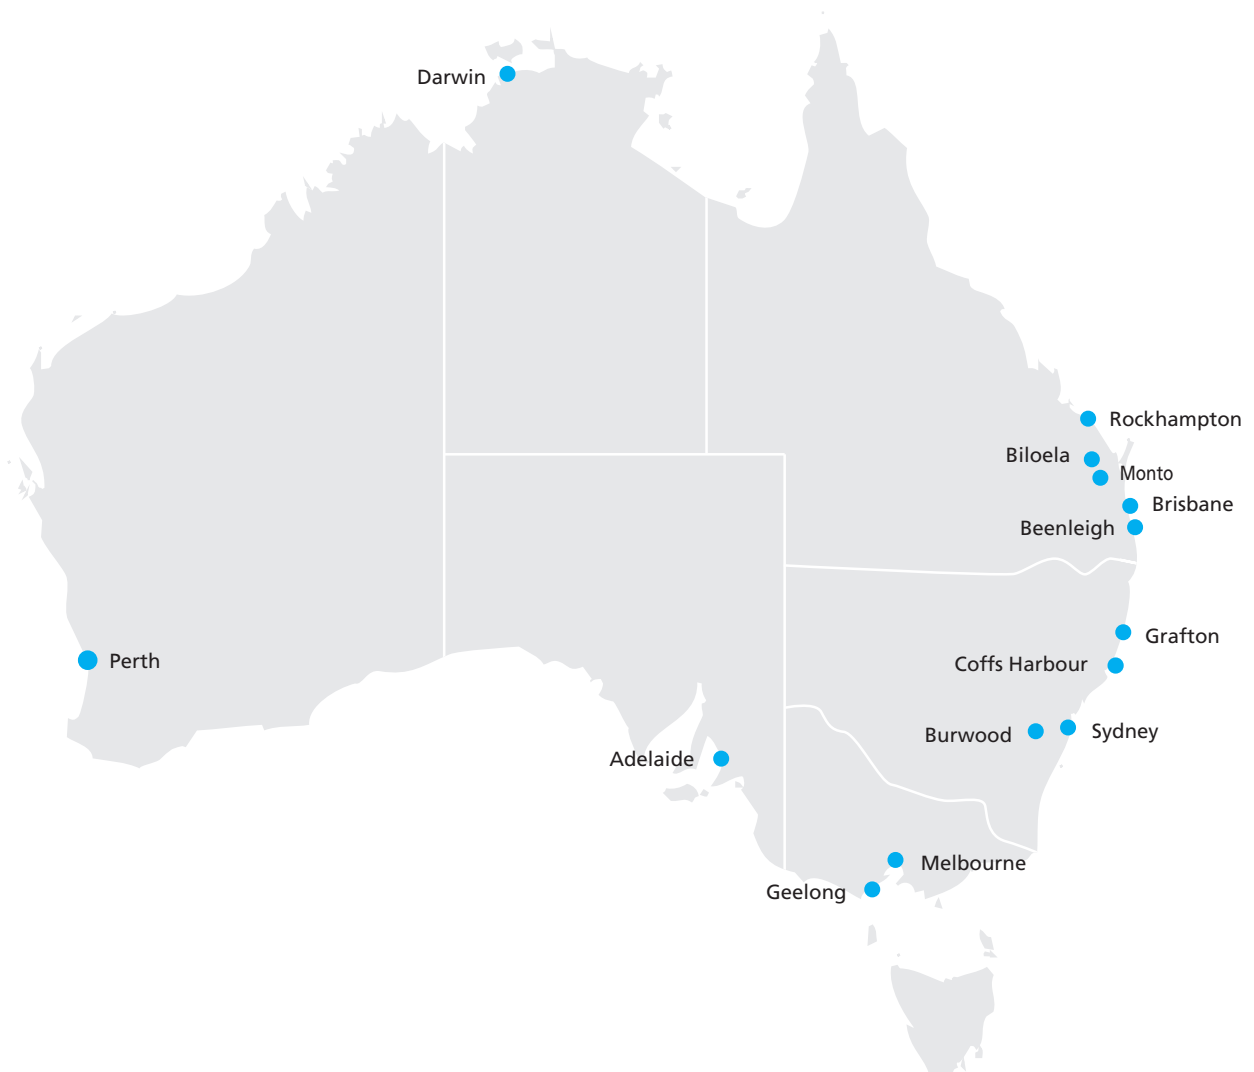 Darwin
Rockhampton
Biloela
Monto
Brisbane
Beenleigh
Grafton
Perth
Coffs Harbour
Burwood
Sydney
Adelaide
Melbourne
Geelong